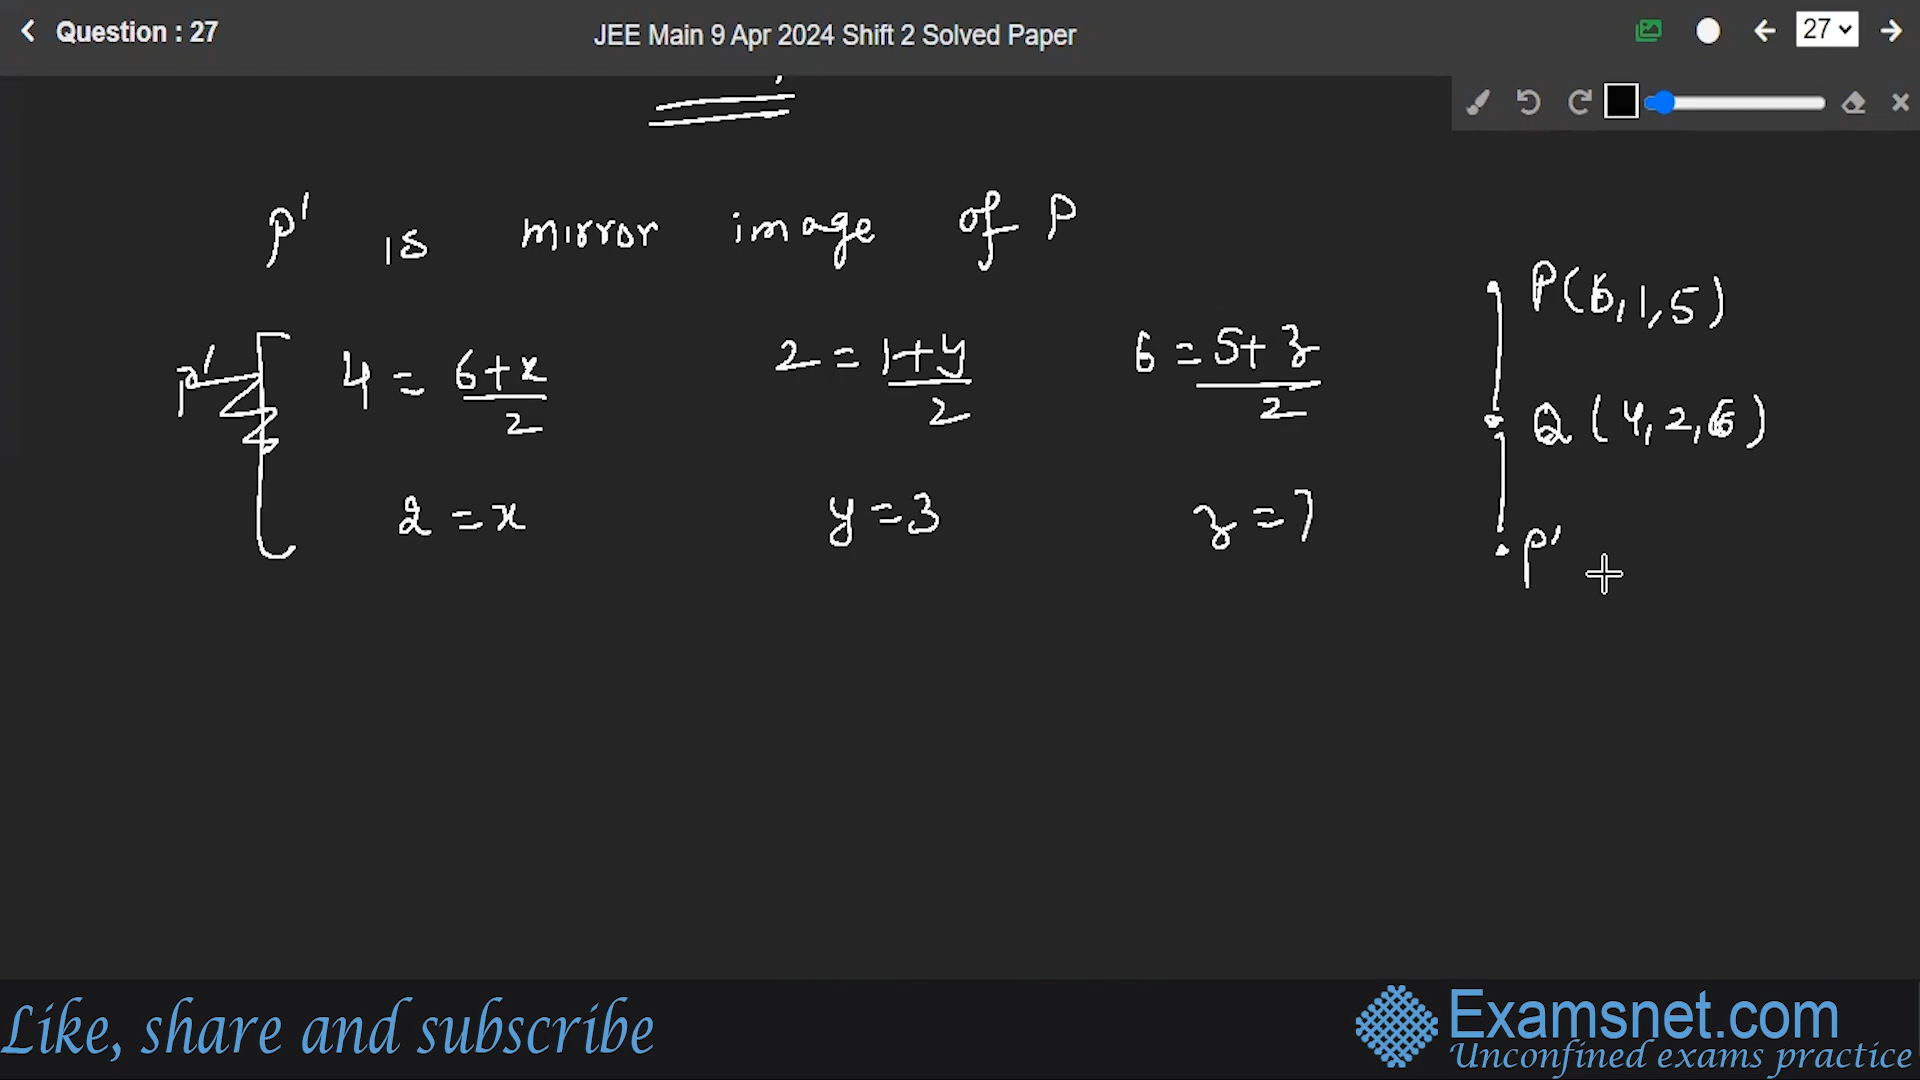 Question : 27
JEE Main 9 Apr 2024 Shift 2 Solved Paper
27
P' is mirror image of P
P(6,1,5)
P' 4 = 6+x/2 2 = 1+y/2 6 = 5+z/2
Q (4,2,6)
2 = x y = 3 z = 7
P'
Like, share and subscribe
Examsnet.com
Unconfined exams practice